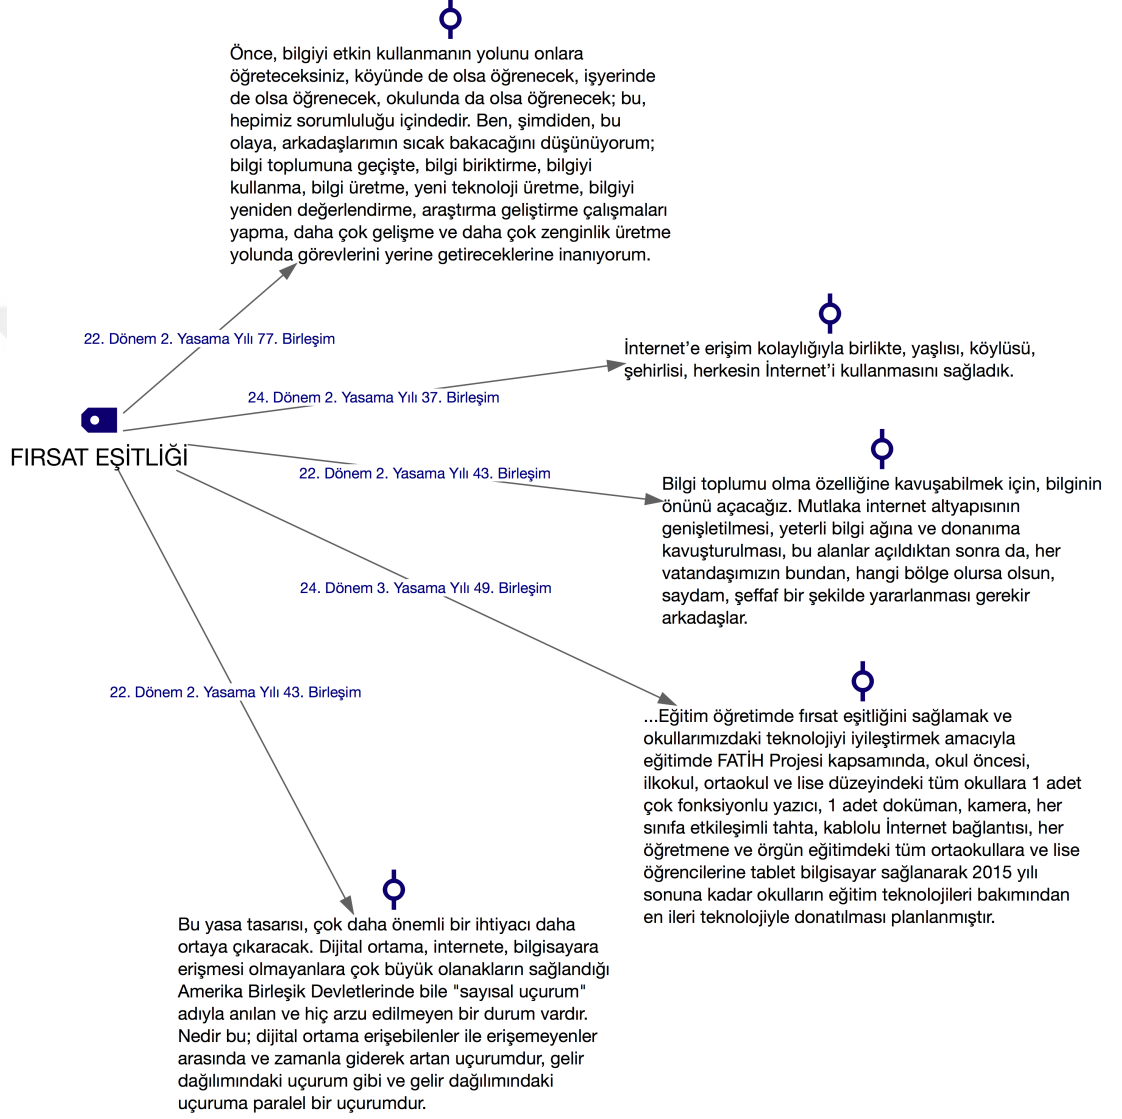 Önce, bilgiyi etkin kullanmanın yolunu onlara
öğreteceksiniz, köyünde de olsa öğrenecek, işyerinde
de olsa öğrenecek, okulunda da olsa öğrenecek; bu,
hepimiz sorumluluğu içindedir. Ben, şimdiden, bu
olaya, arkadaşlarımın sıcak bakacağını düşünüyorum;
bilgi toplumuna geçişte, bilgi biriktirme, bilgiyi
kullanma, bilgi üretme, yeni teknoloji üretme, bilgiyi
yeniden değerlendirme, araştırma geliştirme çalışmaları
yapma, daha çok gelişme ve daha çok zenginlik üretme
yolunda görevlerini yerine getireceklerine inanıyorum.
22. Dönem 2. Yasama Yılı 77. Birleşim
İnternet’e erişim kolaylığıyla birlikte, yaşlısı, köylüsü,
şehirlisi, herkesin İnternet’i kullanmasını sağladık.
24. Dönem 2. Yasama Yılı 37. Birleşim
FIRSAT EŞİTLİĞİ
22. Dönem 2. Yasama Yılı 43. Birleşim
Bilgi toplumu olma özelliğine kavuşabilmek için, bilginin
önünü açacağız. Mutlaka internet altyapısının
genişletilmesi, yeterli bilgi ağına ve donanıma
kavuşturulması, bu alanlar açıldıktan sonra da, her
vatandaşımızın bundan, hangi bölge olursa olsun,
saydam, şeffaf bir şekilde yararlanması gerekir
arkadaşlar.
24. Dönem 3. Yasama Yılı 49. Birleşim
22. Dönem 2. Yasama Yılı 43. Birleşim
...Eğitim öğretimde fırsat eşitliğini sağlamak ve
okullarımızdaki teknolojiyi iyileştirmek amacıyla
eğitimde FATİH Projesi kapsamında, okul öncesi,
ilkokul, ortaokul ve lise düzeyindeki tüm okullara 1 adet
çok fonksiyonlu yazıcı, 1 adet doküman, kamera, her
sınıfa etkileşimli tahta, kablolu İnternet bağlantısı, her
öğretmene ve örgün eğitimdeki tüm ortaokullara ve lise
öğrencilerine tablet bilgisayar sağlanarak 2015 yılı
sonuna kadar okulların eğitim teknolojileri bakımından
en ileri teknolojiyle donatılması planlanmıştır.
Bu yasa tasarısı, çok daha önemli bir ihtiyacı daha
ortaya çıkaracak. Dijital ortama, internete, bilgisayara
erişmesi olmayanlara çok büyük olanakların sağlandığı
Amerika Birleşik Devletlerinde bile "sayısal uçurum"
adıyla anılan ve hiç arzu edilmeyen bir durum vardır.
Nedir bu; dijital ortama erişebilenler ile erişemeyenler
arasında ve zamanla giderek artan uçurumdur, gelir
dağılımındaki uçurum gibi ve gelir dağılımındaki
uçuruma paralel bir uçurumdur.